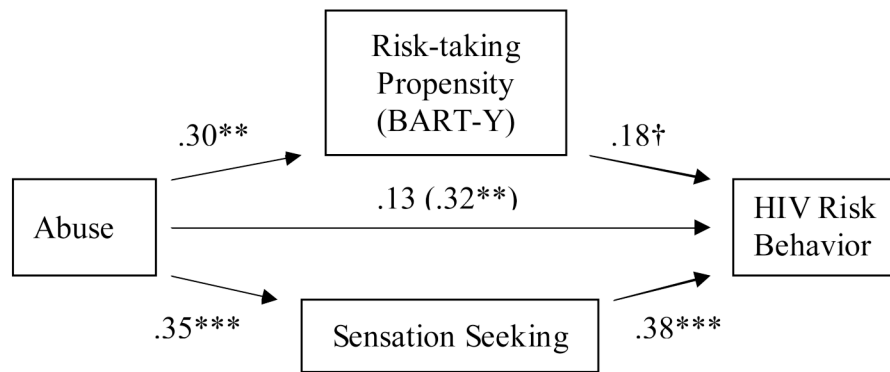 Risk-taking
Propensity
(BART-Y)
.30**
.18†
.13 (.32**)
Abuse
HIV Risk
Behavior
.35***
Sensation Seeking
.38***